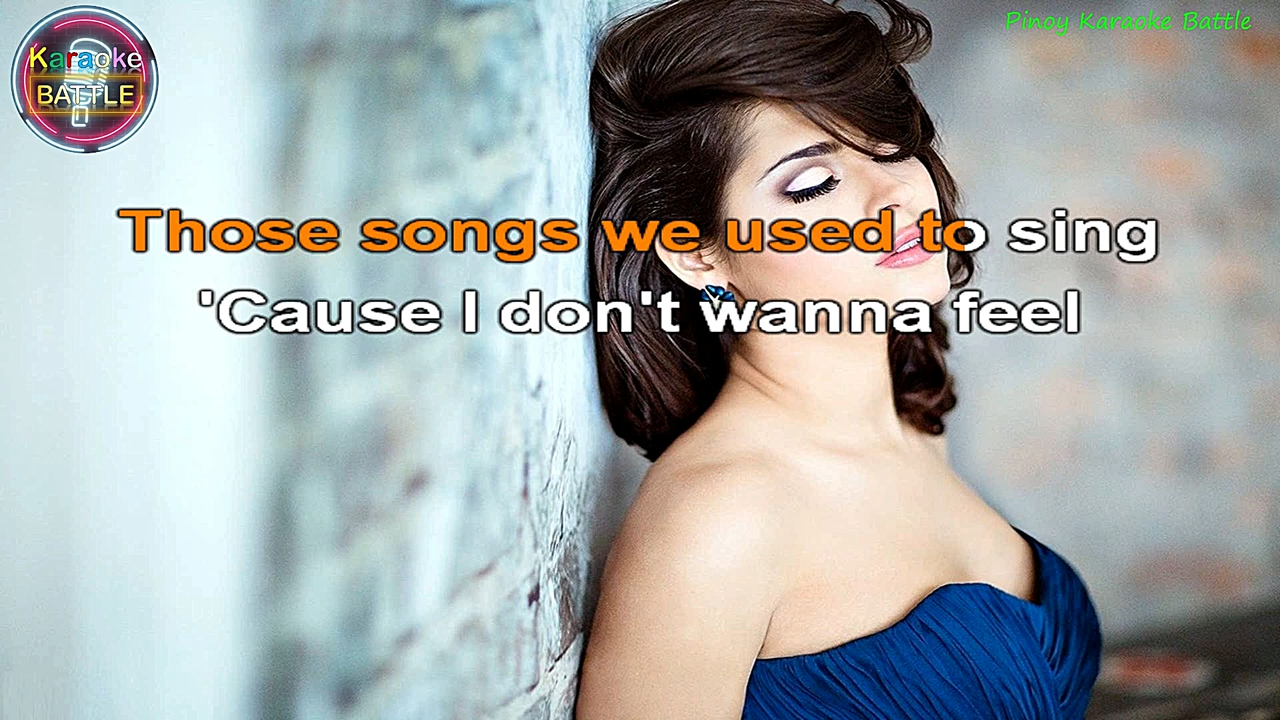 Karaoke
BATTLE
Pinoy Karaoke Battle
Those songs we used to sing
'Cause I don't wanna feel